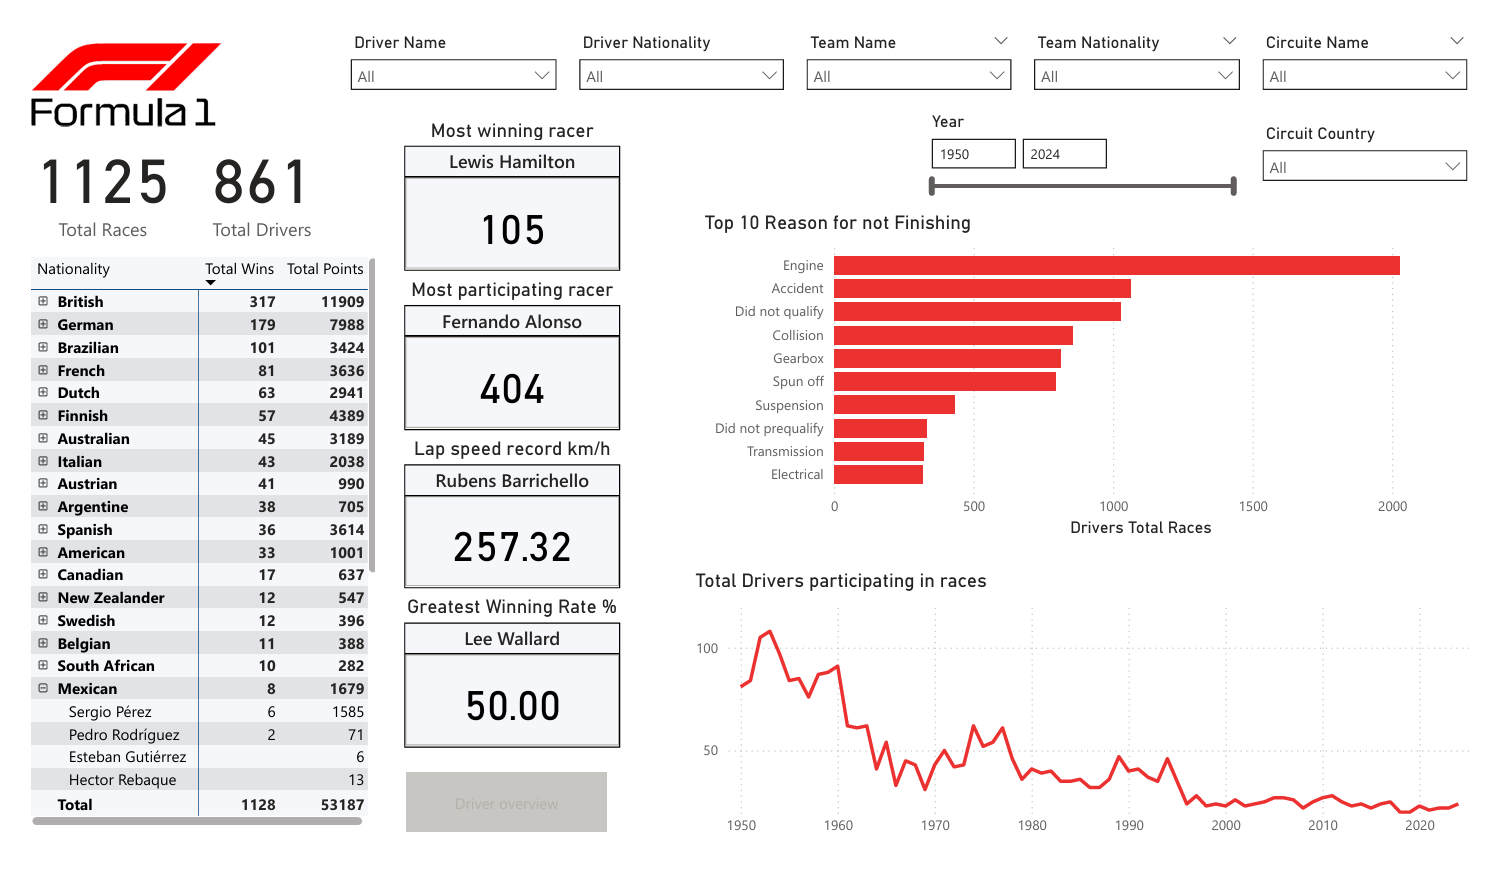 Formula 1
Driver Name
All
Driver Nationality
All
Team Name
All
Team Nationality
All
Circuite Name
All
Year
1950
2024
Circuit Country
All
1125
Total Races
861
Total Drivers
Nationality Total Wins Total Points
British 317 11909
German 179 7988
Brazilian 101 3424
French 81 3636
Dutch 63 2941
Finnish 57 4389
Australian 45 3189
Italian 43 2038
Austrian 41 990
Argentine 38 705
Spanish 36 3614
American 33 1001
Canadian 17 637
New Zealander 12 547
Swedish 12 396
Belgian 11 388
South African 10 282
Mexican 8 1679
Sergio Pérez 6 1585
Pedro Rodríguez 2 71
Esteban Gutiérrez 6
Hector Rebaque 13
Total 1128 53187
Most winning racer
Lewis Hamilton
105
Most participating racer
Fernando Alonso
404
Lap speed record km/h
Rubens Barrichello
257.32
Greatest Winning Rate %
Lee Wallard
50.00
Driver overview
Top 10 Reason for not Finishing
Engine
Accident
Did not qualify
Collision
Gearbox
Spun off
Suspension
Did not prequalify
Transmission
Electrical
0 500 1000 1500 2000
Drivers Total Races
Total Drivers participating in races
100
50
1950 1960 1970 1980 1990 2000 2010 2020